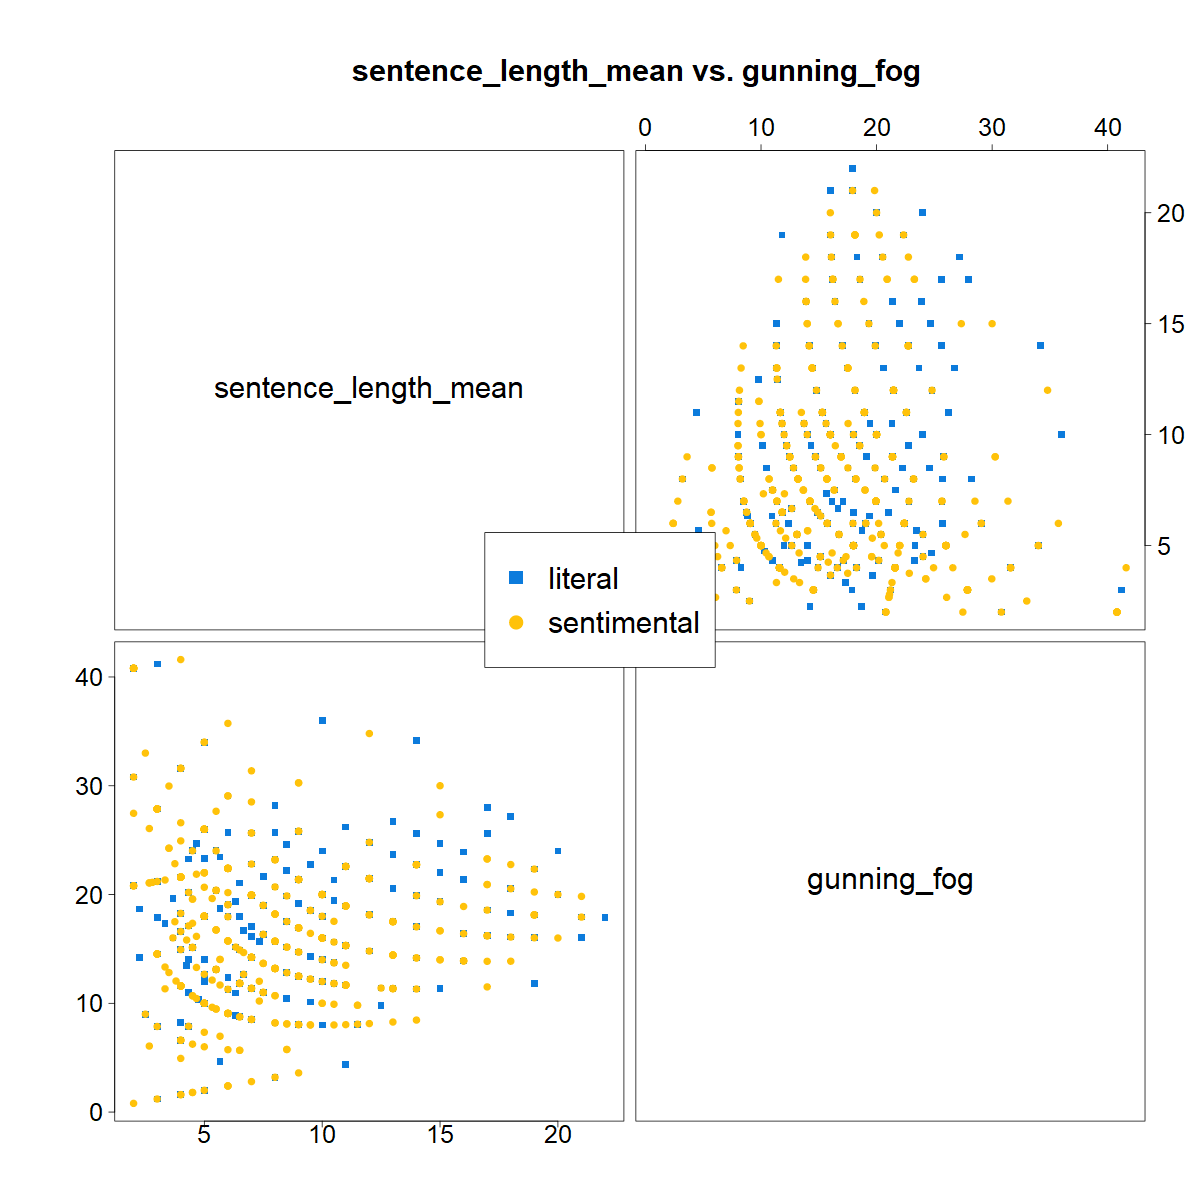 sentence_length_mean vs. gunning_fog
0 10 20 30 40
sentence_length_mean
20
15
10
5
literal
sentimental
40
30
20
10
0
gunning_fog
5 10 15 20